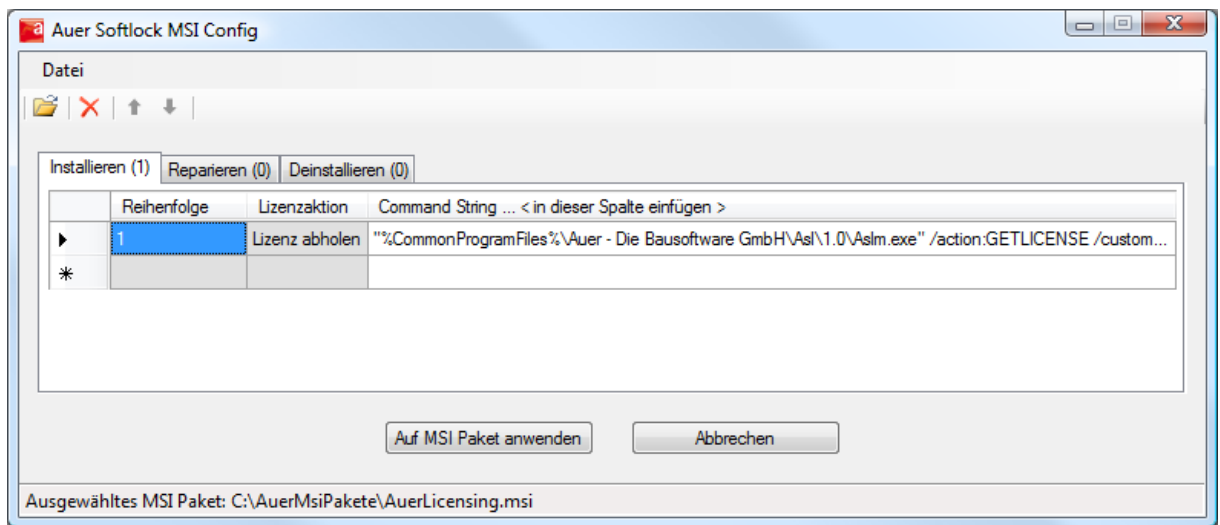 Auer Softlock MSI Config
Datei
Installieren (1) Reparieren (0) Deinstallieren (0)
Reihenfolge Lizenzaktion Command String ... < in dieser Spalte einfügen >
1 Lizenz abholen "%CommonProgramFiles%\Auer - Die Bausoftware GmbH\Asl\1.0\Aslm.exe" /action:GETLICENSE /custom...
Auf MSI Paket anwenden Abbrechen
Ausgewähltes MSI Paket: C:\AuerMsiPakete\AuerLicensing.msi